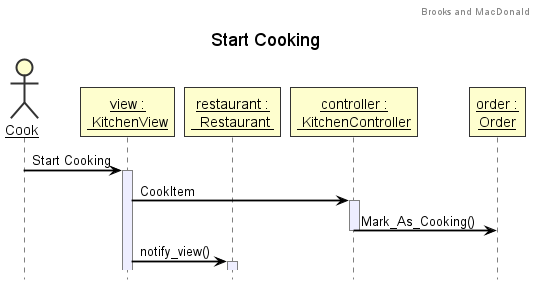 Brooks and MacDonald
Start Cooking
Cook
view :
KitchenView
restaurant :
Restaurant
controller :
KitchenController
order :
Order
Start Cooking
CookItem
Mark_As_Cooking()
notify_view()